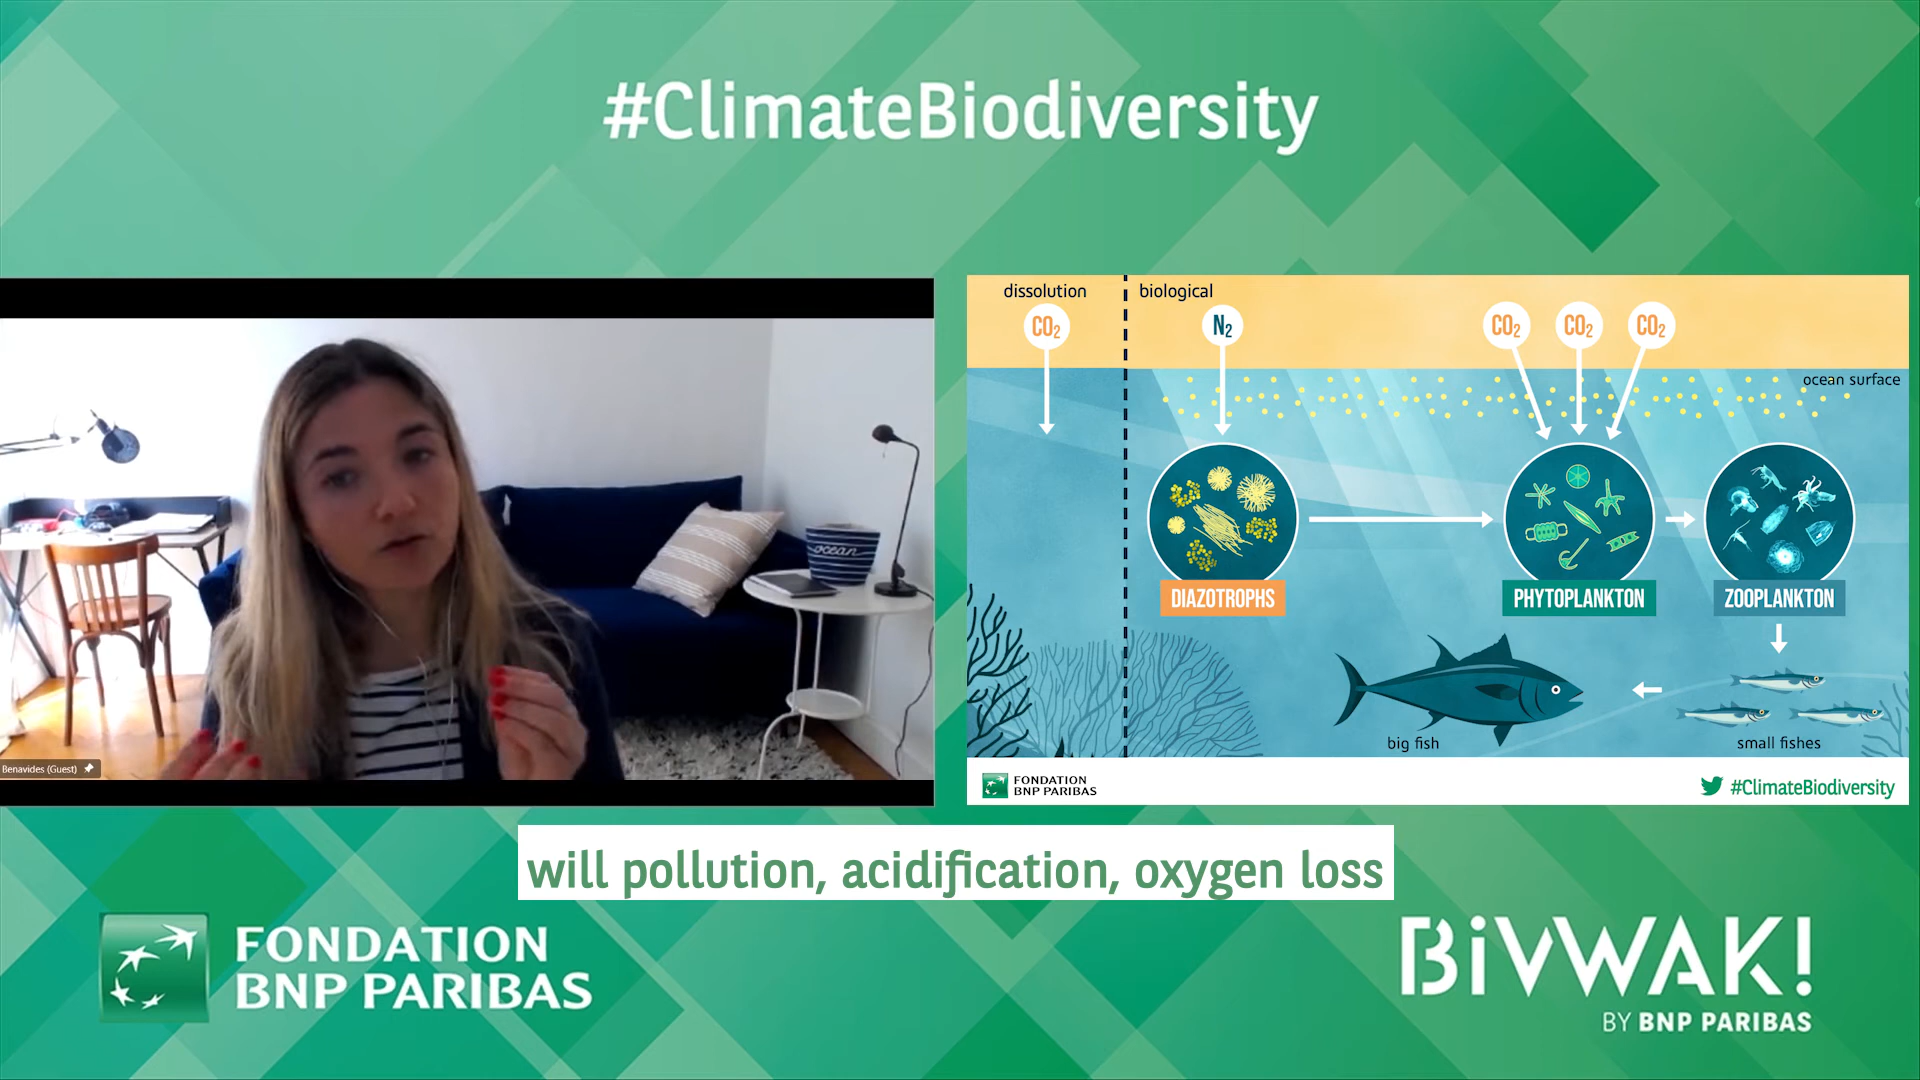 #ClimateBiodiversity
dissolution
biological
CO₂
N₂
CO₂
CO₂
CO₂
ocean surface
ocean
DIAZOTROPHS
PHYTOPLANKTON
ZOOPLANKTON
big fish
small fishes
Benavides (Guest)
FONDATION
BNP PARIBAS
#ClimateBiodiversity
will pollution, acidification, oxygen loss
FONDATION
BNP PARIBAS
BiVWAK!
BY BNP PARIBAS